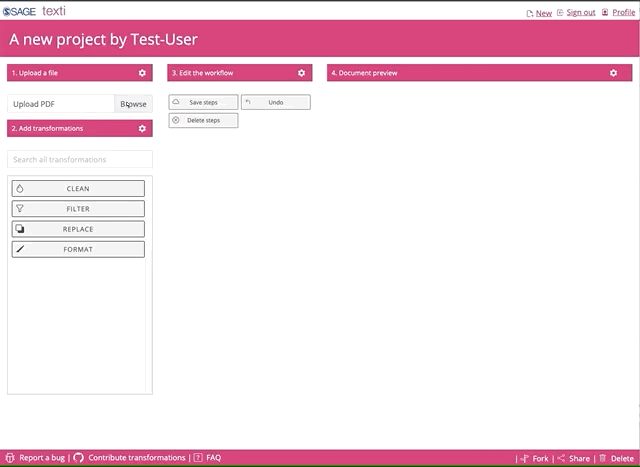 SAGE texti
New Sign out Profile
A new project by Test-User
1. Upload a file
3. Edit the workflow
4. Document preview
Upload PDF
Browse
Save steps
Undo
Delete steps
2. Add transformations
Search all transformations
CLEAN
FILTER
REPLACE
FORMAT
Report a bug | Contribute transformations | FAQ
| Fork | Share | Delete